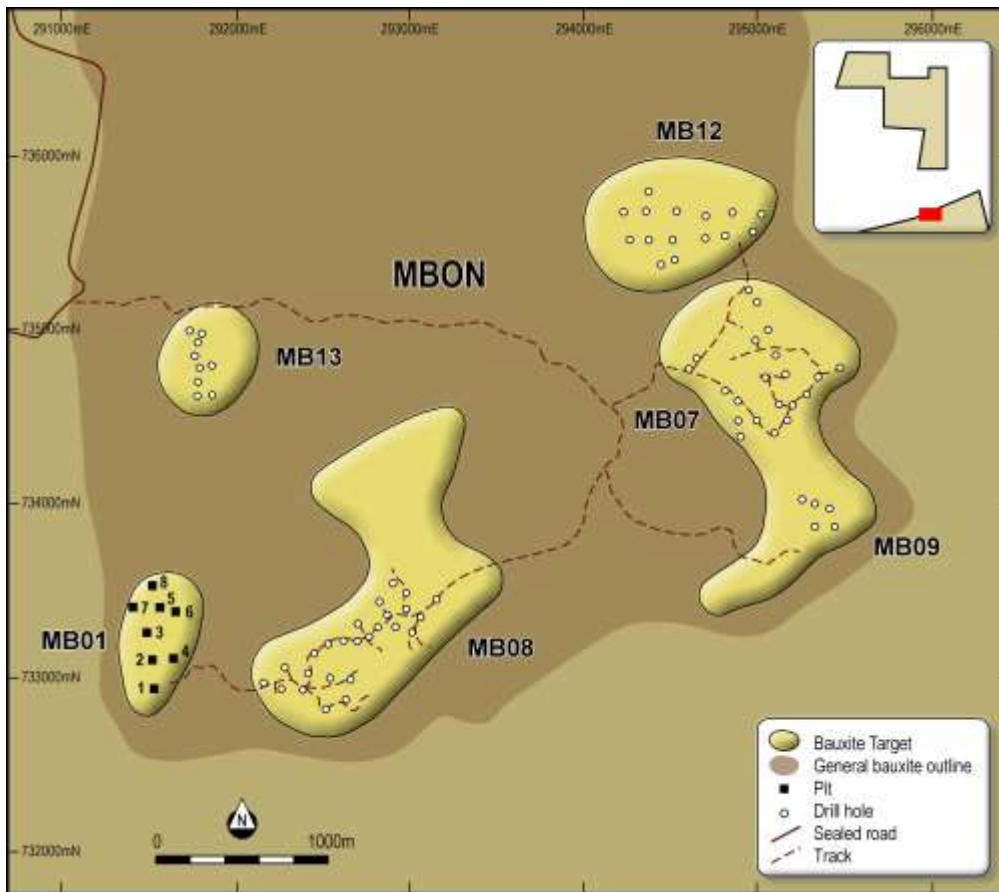 291000mE 292000mE 293000mE 294000mE 295000mE 296000mE
MB12
736000mN
MBON
735000mN
MB13
MB07
734000mN
MB09
8
7 5 6
MB01
3
MB08
2 4
733000mN
1
Bauxite Target
General bauxite outline
Pit
Drill hole
Sealed road
Track
N
0 1000m
732000mN